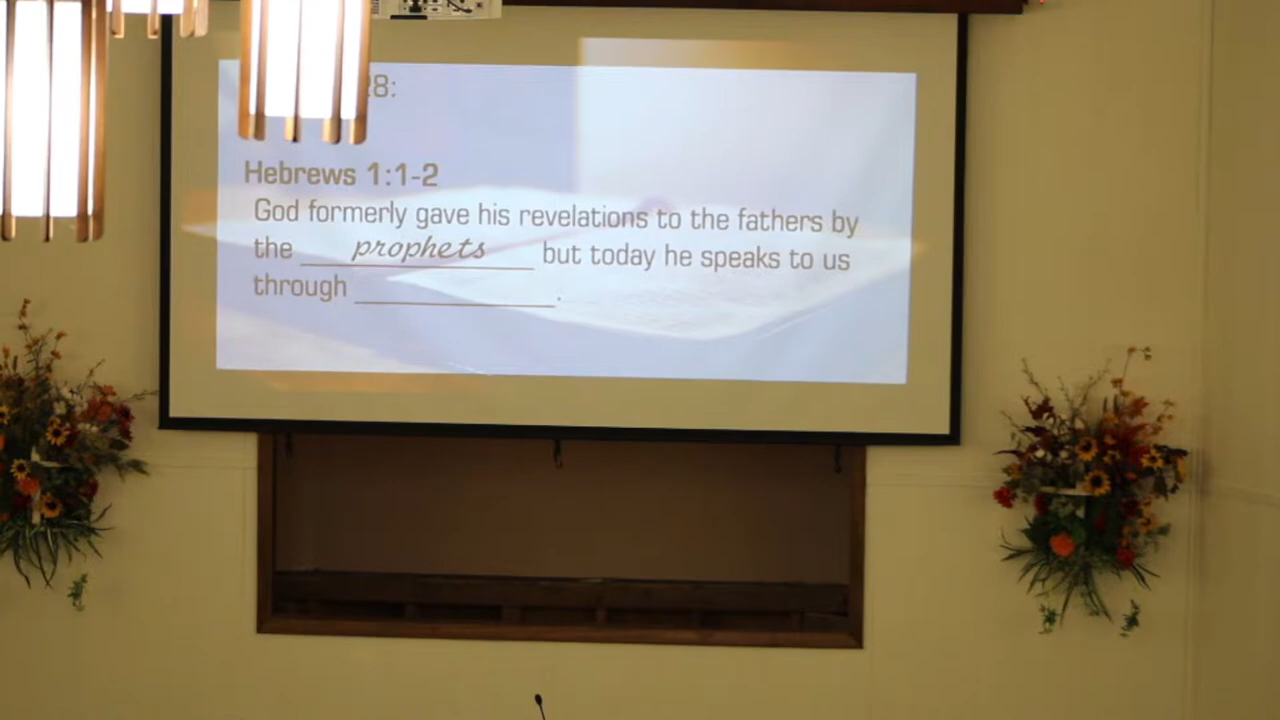 8:
Hebrews 1:1-2
God formerly gave his revelations to the fathers by
the prophets but today he speaks to us
through .